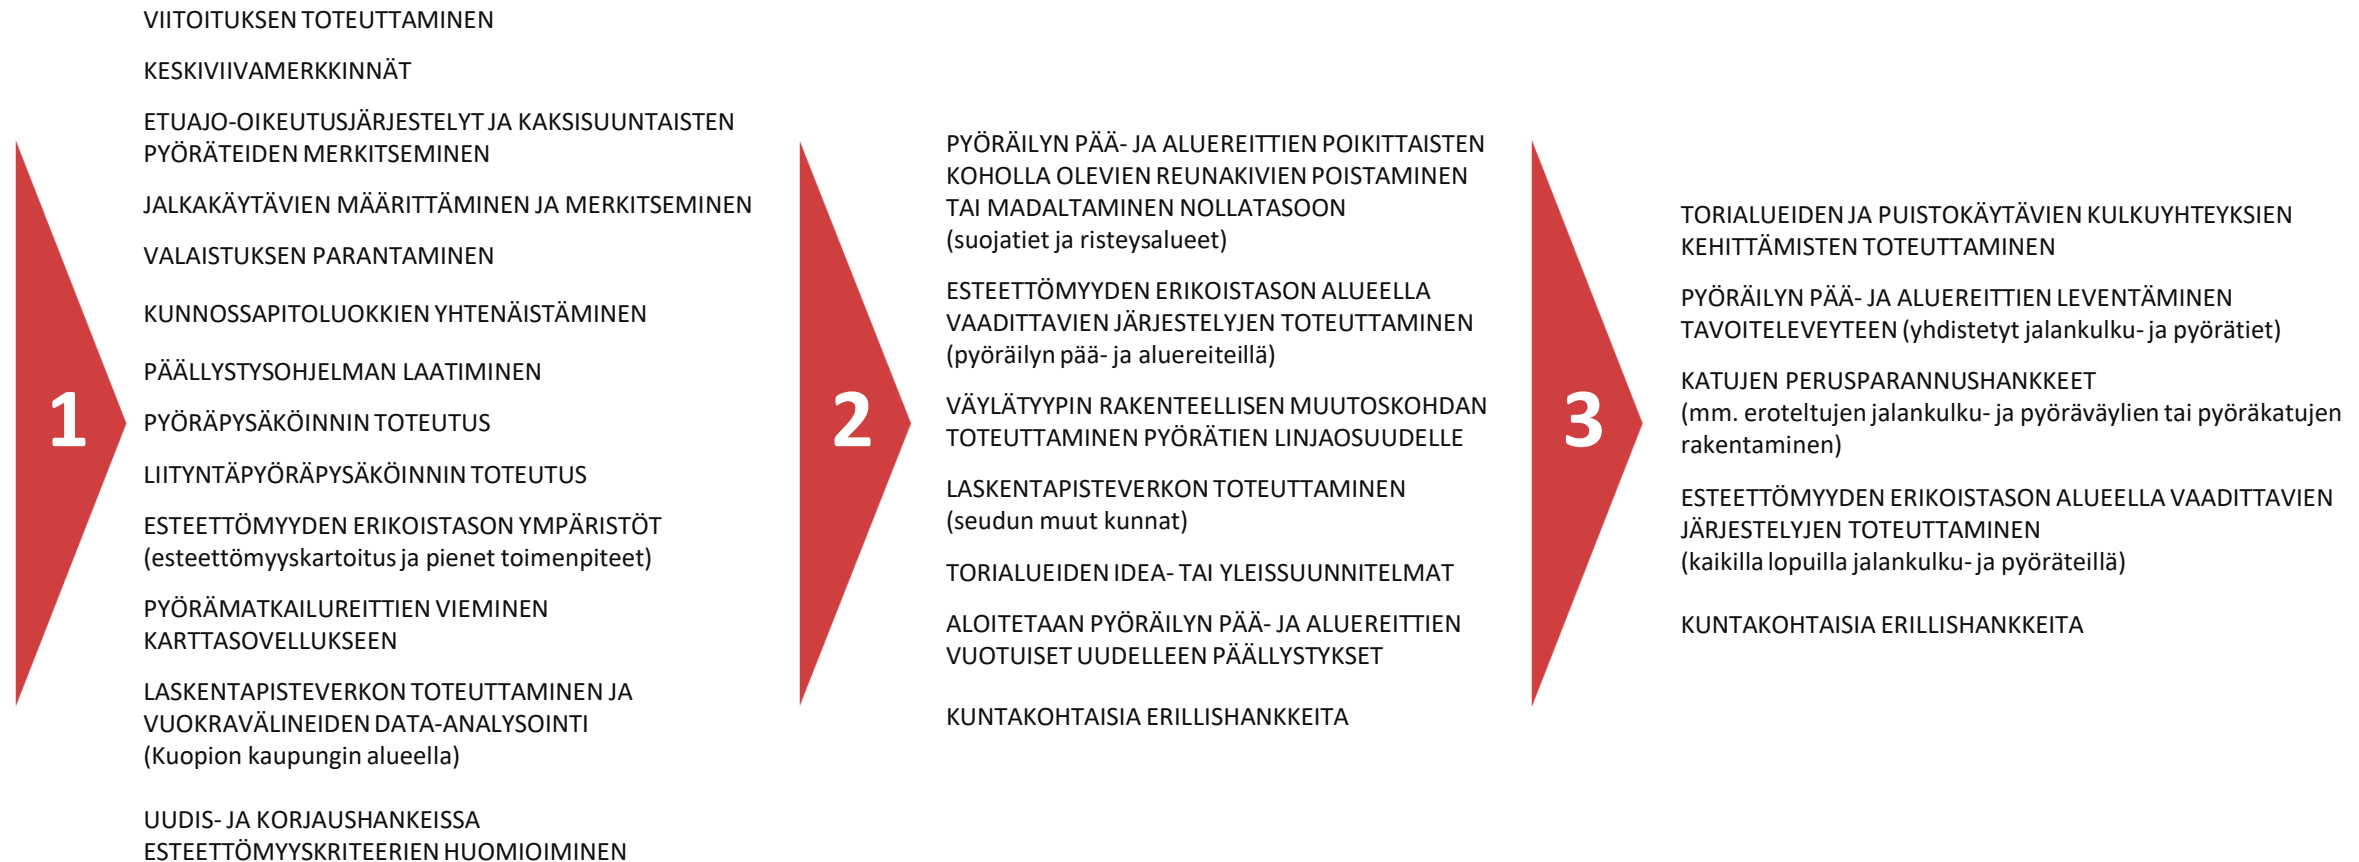 1
VIITOITUKSEN TOTEUTTAMINEN
KESKIVIIVAMERKKINNÄT
ETUAJO-OIKEUTUSJÄRJESTELYT JA KAKSISUUNTAISTEN
PYÖRÄTEIDEN MERKITSEMINEN
JALKAKÄYTÄVIEN MÄÄRITTÄMINEN JA MERKITSEMINEN
VALAISTUKSEN PARANTAMINEN
KUNNOSSAPITOLUOKKIEN YHTENÄISTÄMINEN
PÄÄLLYSTYSOHJELMAN LAATIMINEN
PYÖRÄPYSÄKÖINNIN TOTEUTUS
LIITYNTÄPYÖRÄPYSÄKÖINNIN TOTEUTUS
ESTEETTÖMYYDEN ERIKOISTASON YMPÄRISTÖT
(esteettömyyskartoitus ja pienet toimenpiteet)
PYÖRÄMATKAILUREITTIEN VIEMINEN
KARTTASOVELLUKSEEN
LASKENTAPISTEVERKON TOTEUTTAMINEN JA
VUOKRAVÄLINEIDEN DATA-ANALYSOINTI
(Kuopion kaupungin alueella)
UUDIS- JA KORJAUSHANKEISSA
ESTEETTÖMYYSKRITEERIEN HUOMIOIMINEN
2
PYÖRÄILYN PÄÄ- JA ALUEREITTIEN POIKITTAISTEN
KOHOLLA OLEVIEN REUNAKIVIEN POISTAMINEN
TAI MADALTAMINEN NOLLATASOON
(suojatiet ja risteysalueet)
ESTEETTÖMYYDEN ERIKOISTASON ALUEELLA
VAADITTAVIEN JÄRJESTELYJEN TOTEUTTAMINEN
(pyöräilyn pää- ja aluereiteillä)
VÄYLÄTYYPIN RAKENTEELLISEN MUUTOSKOHDAN
TOTEUTTAMINEN PYÖRÄTIEN LINJAOSUUDELLE
LASKENTAPISTEVERKON TOTEUTTAMINEN
(seudun muut kunnat)
TORIALUEIDEN IDEA- TAI YLEISSUUNNITELMAT
ALOITETAAN PYÖRÄILYN PÄÄ- JA ALUEREITTIEN
VUOTUISET UUDELLEEN PÄÄLLYSTYKSET
KUNTAKOHTAISIA ERILLISHANKKEITA
3
TORIALUEIDEN JA PUISTOKÄYTÄVIEN KULKUYHTEYKSIEN
KEHITTÄMISTEN TOTEUTTAMINEN
PYÖRÄILYN PÄÄ- JA ALUEREITTIEN LEVENTÄMINEN
TAVOITELEVEYTEEN (yhdistetyt jalankulku- ja pyörätiet)
KATUJEN PERUSPARANNUSHANKKEET
(mm. eroteltujen jalankulku- ja pyöräväylien tai pyöräkatujen
rakentaminen)
ESTEETTÖMYYDEN ERIKOISTASON ALUEELLA VAADITTAVIEN
JÄRJESTELYJEN TOTEUTTAMINEN
(kaikilla lopuilla jalankulku- ja pyöräteillä)
KUNTAKOHTAISIA ERILLISHANKKEITA